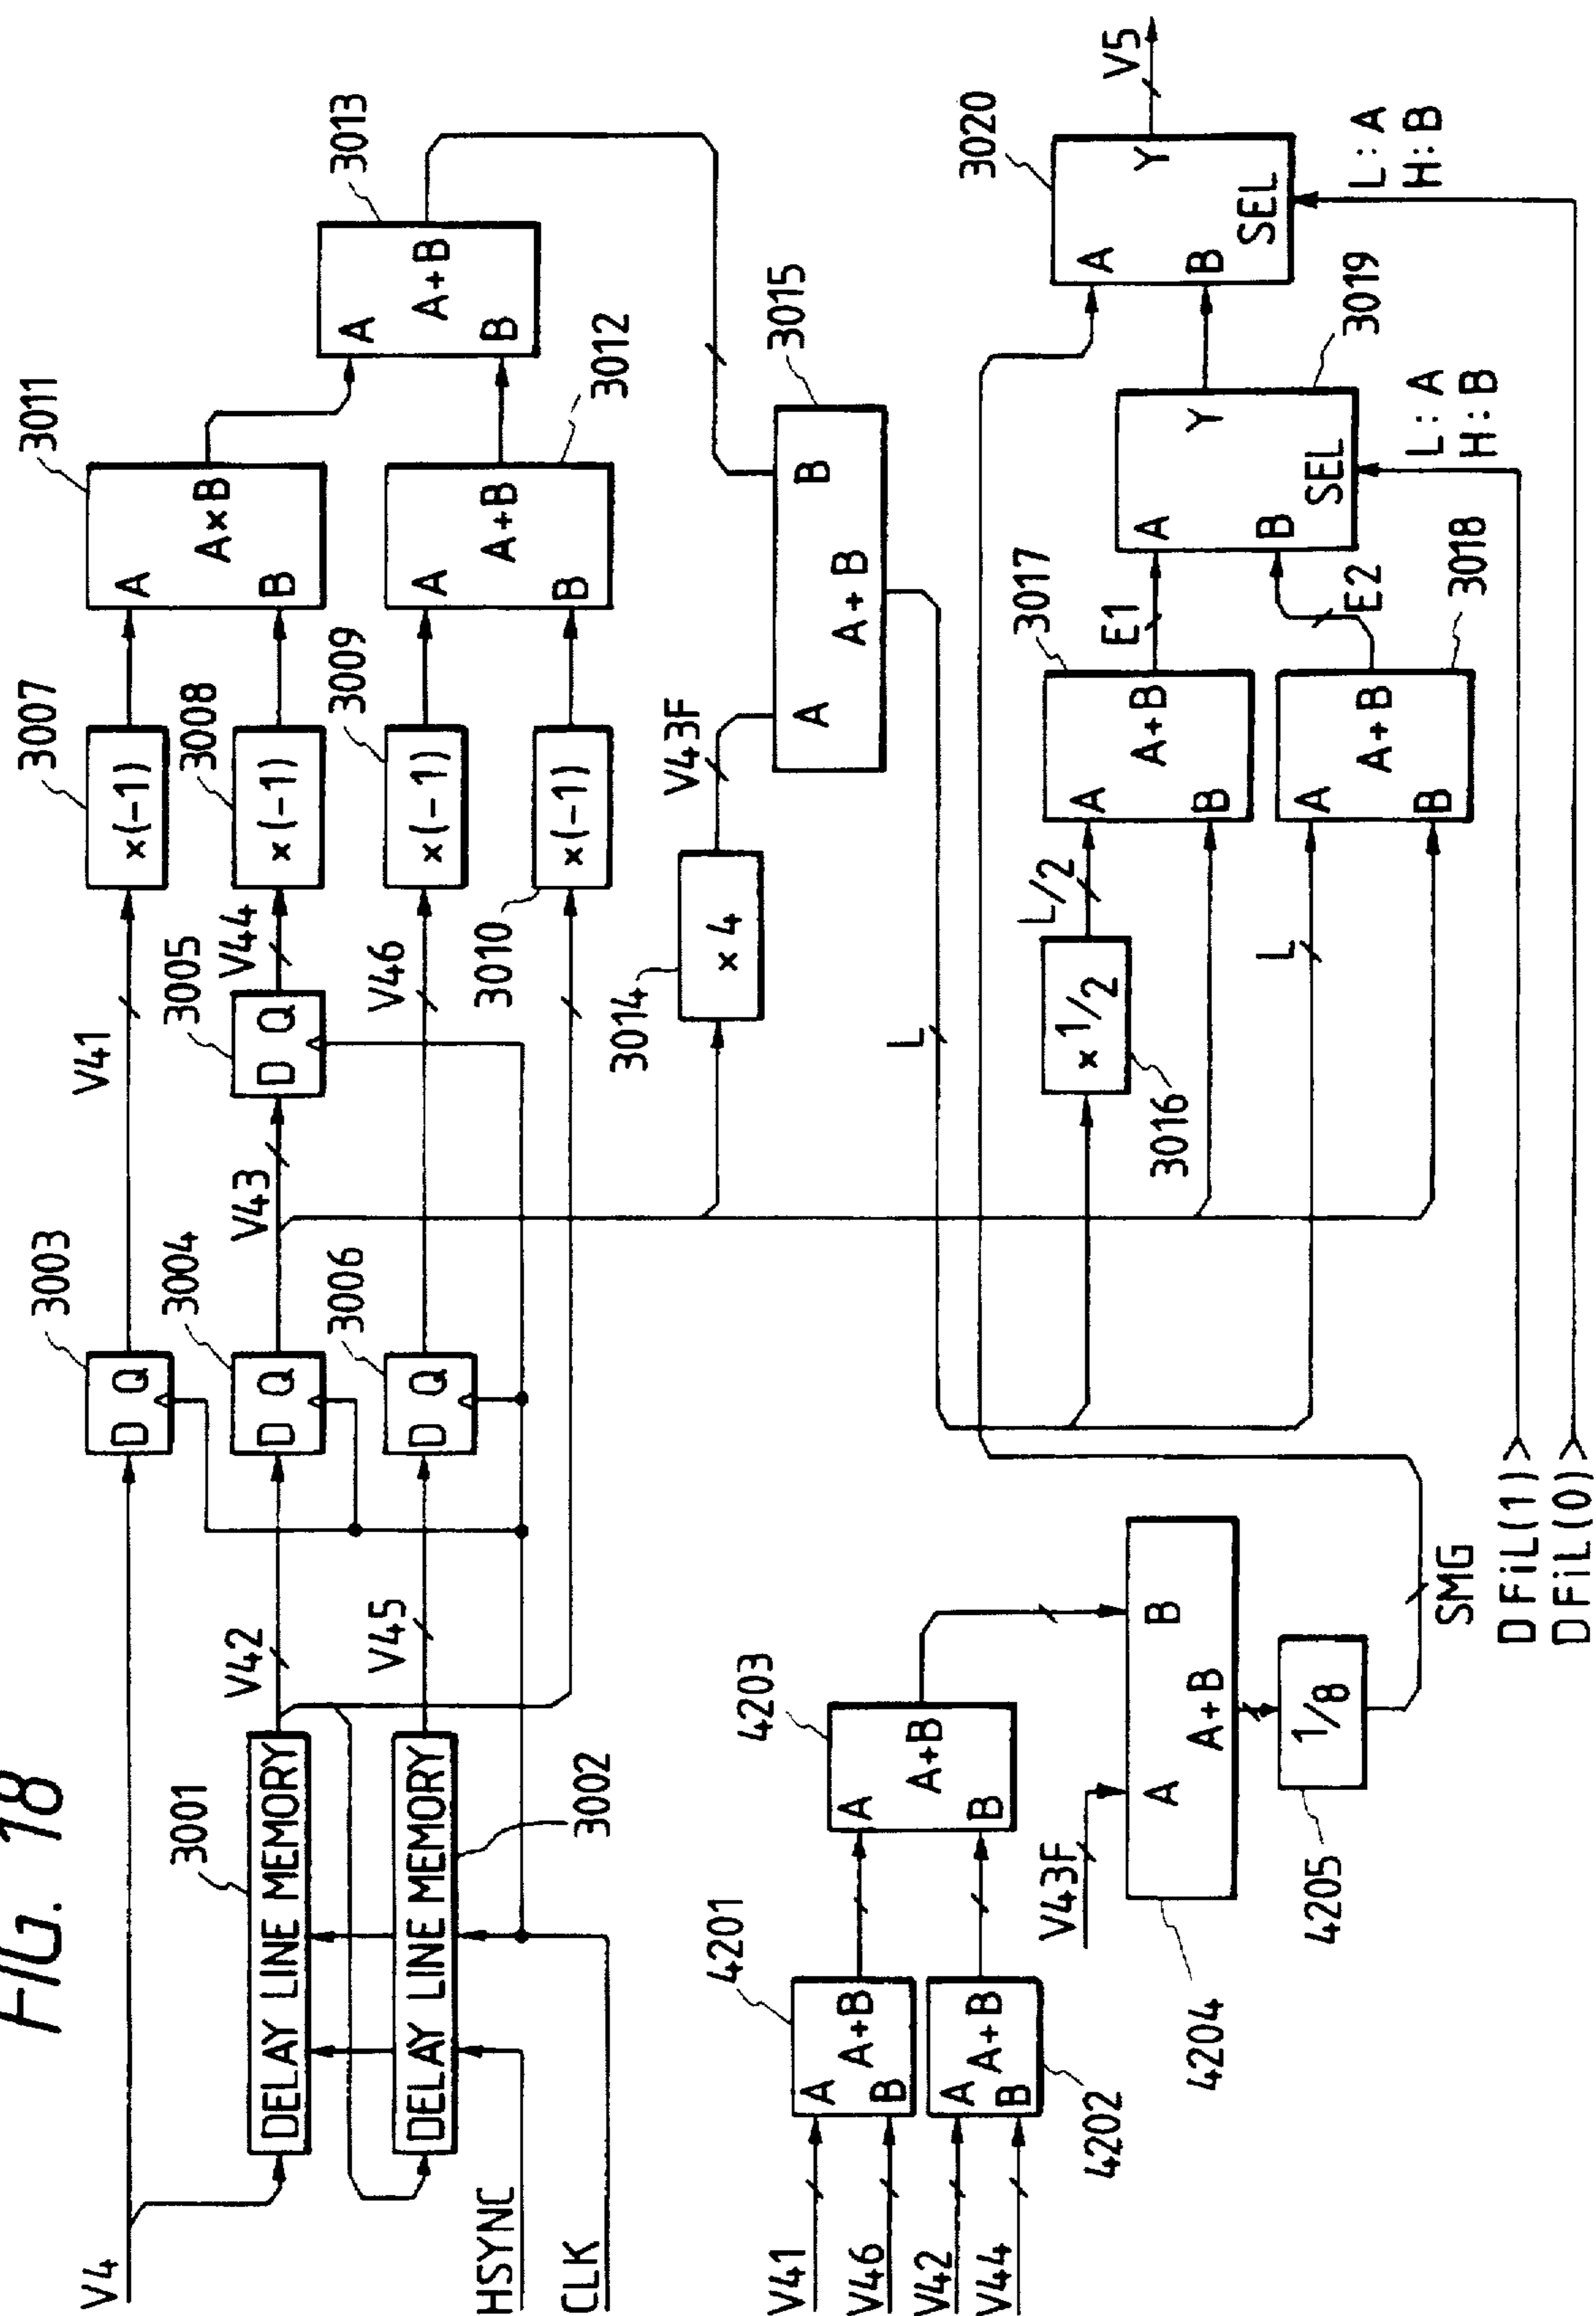 FIG. 18
V4
HSYNC
CLK
3001
DELAY LINE MEMORY
DELAY LINE MEMORY
3002
V42
V45
3003
D Q
3004
D Q
3006
D Q
V41
V43
3005
D Q
V44
V46
3007
×(-1)
3008
×(-1)
3009
×(-1)
3010
×(-1)
3011
A
A×B
B
3012
A
A+B
B
3013
A
A+B
B
3014
×4
V43F
3015
A
A+B
B
L
3016
×1/2
L/2
L
3017
A
A+B
B
E1
3018
A
A+B
B
E2
3019
A
B
Y
SEL
L:A
H:B
3020
A
B
Y
SEL
L:A
H:B
V5
V41
V46
V42
V44
4201
A
A+B
B
4202
A
A+B
B
4203
A
A+B
B
V43F
4204
A
A+B
B
4205
1/8
SMG
DFiL(1)
DFiL(0)